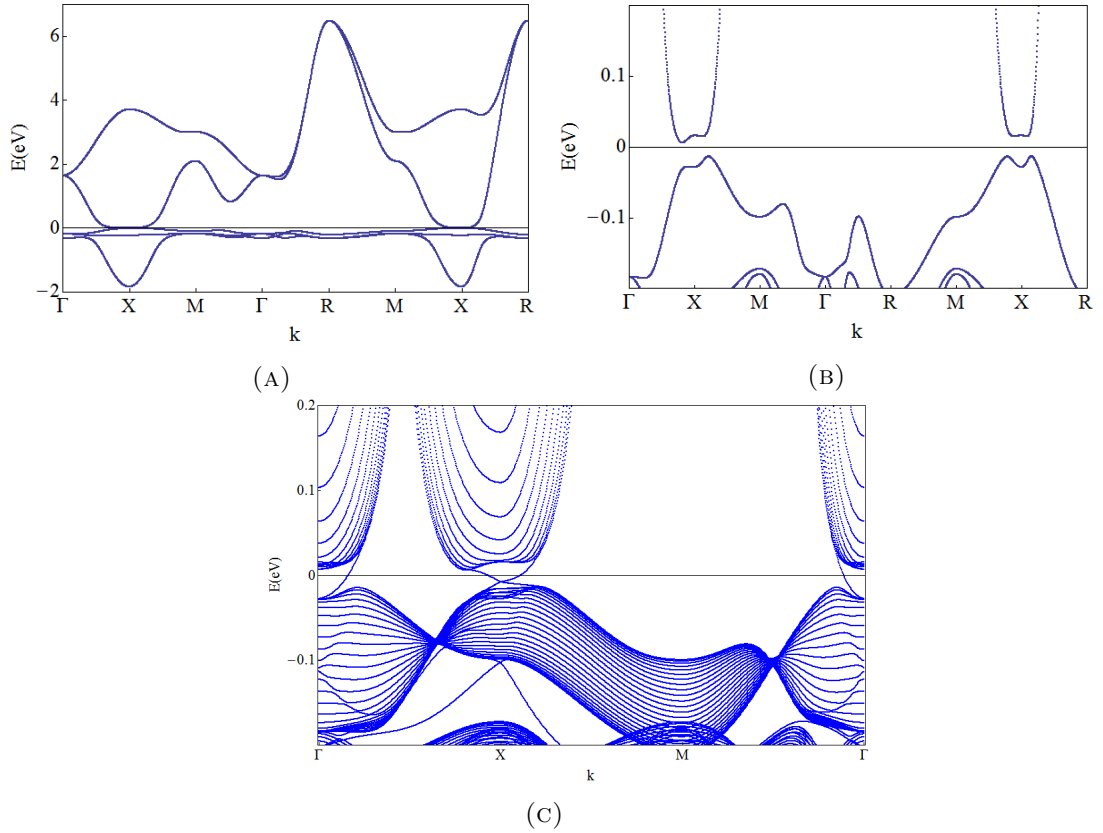 6
4
2
0
−2
E(eV)
Γ X M Γ R M X R
k
(A)
0.1
0
−0.1
E(eV)
Γ X M Γ R M X R
k
(B)
0.2
0.1
0
−0.1
E(eV)
Γ X M Γ
k
(C)